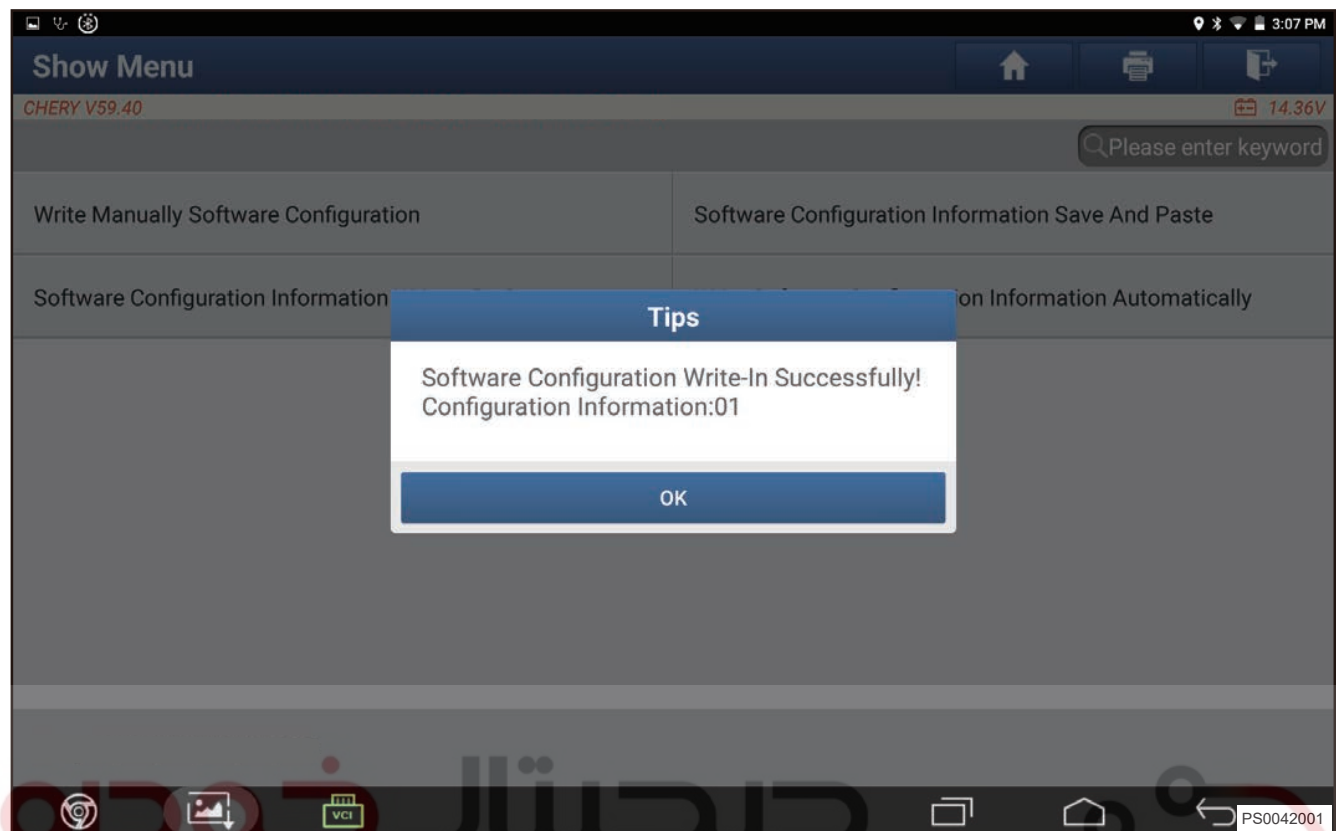 3:07 PM
Show Menu
CHERY V59.40
14.36V
Please enter keyword
Write Manually Software Configuration
Software Configuration Information Save And Paste
Software Configuration Information
on Information Automatically
Tips
Software Configuration Write-In Successfully!
Configuration Information:01
OK
VCI
PS0042001